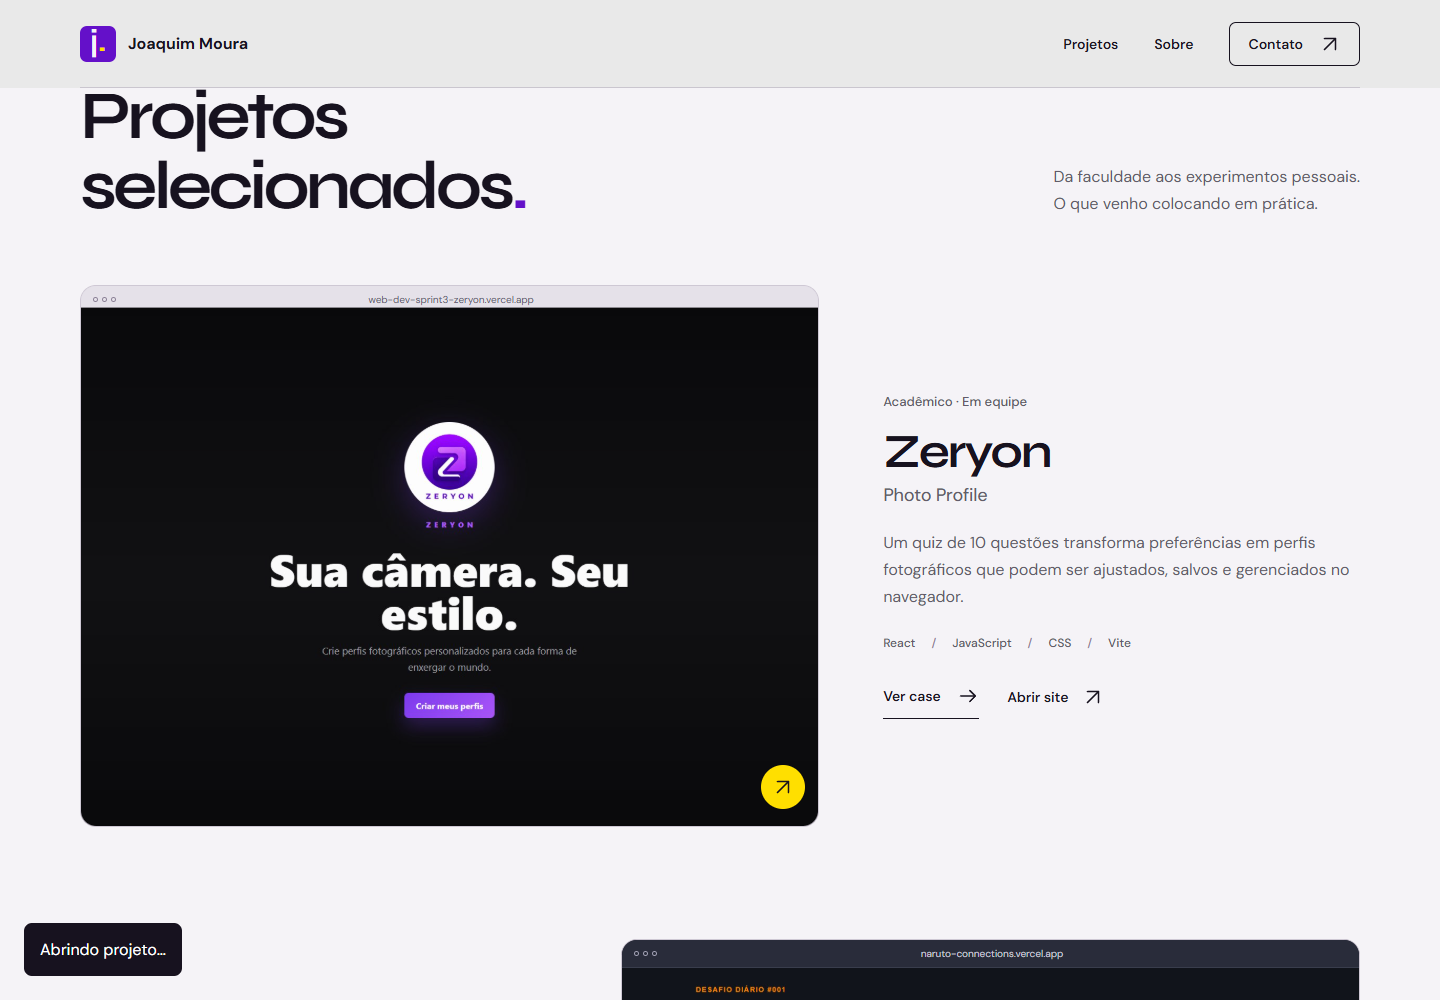 j.
Joaquim Moura
Projetos
Sobre
Contato
Projetos
selecionados.
Da faculdade aos experimentos pessoais.
O que venho colocando em prática.
web-dev-sprint3-zeryon.vercel.app
ZERYON
ZERYON
Sua câmera. Seu
estilo.
Crie perfis fotográficos personalizados para cada forma de
enxergar o mundo.
Criar meus perfis
Acadêmico · Em equipe
Zeryon
Photo Profile
Um quiz de 10 questões transforma preferências em perfis
fotográficos que podem ser ajustados, salvos e gerenciados no
navegador.
React / JavaScript / CSS / Vite
Ver case
Abrir site
Abrindo projeto...
naruto-connections.vercel.app
DESAFIO DIÁRIO #001